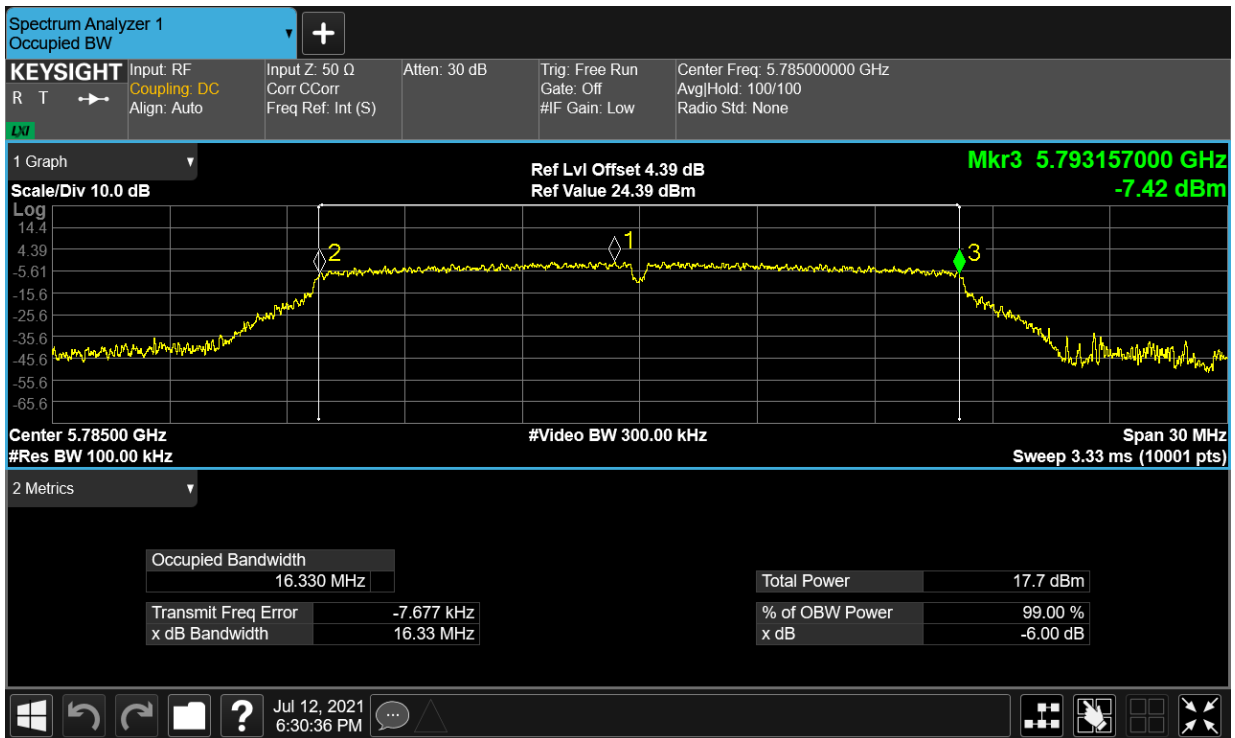 Spectrum Analyzer 1
Occupied BW
+
KEYSIGHT
R T
LXI
Input: RF
Coupling: DC
Align: Auto
Input Z: 50 Ω
Corr CCorr
Freq Ref: Int (S)
Atten: 30 dB
Trig: Free Run
Gate: Off
#IF Gain: Low
Center Freq: 5.785000000 GHz
Avg|Hold: 100/100
Radio Std: None
1 Graph
Scale/Div 10.0 dB
Ref Lvl Offset 4.39 dB
Ref Value 24.39 dBm
Mkr3 5.793157000 GHz
-7.42 dBm
Log
14.4
4.39
-5.61
-15.6
-25.6
-35.6
-45.6
-55.6
-65.6
2
1
3
Center 5.78500 GHz
#Video BW 300.00 kHz
Span 30 MHz
#Res BW 100.00 kHz
Sweep 3.33 ms (10001 pts)
2 Metrics
Occupied Bandwidth
16.330 MHz
Transmit Freq Error -7.677 kHz
x dB Bandwidth 16.33 MHz
Total Power 17.7 dBm
% of OBW Power 99.00 %
x dB -6.00 dB
?
Jul 12, 2021
6:30:36 PM